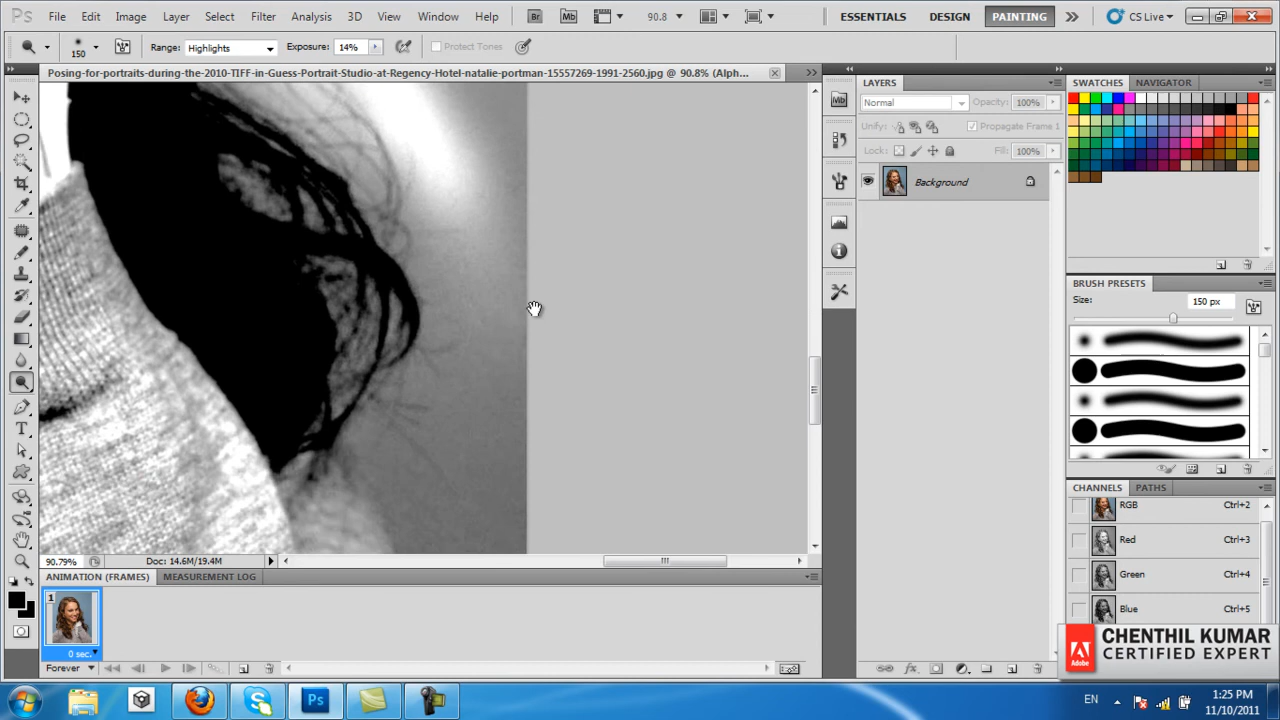 Ps File Edit Image Layer Select Filter Analysis 3D View Window Help Br Mb 90.8 ESSENTIALS DESIGN PAINTING CS Live
150 Range: Highlights Exposure: 14% Protect Tones
Posing-for-portraits-during-the-2010-TIFF-in-Guess-Portrait-Studio-at-Regency-Hotel-natalie-portman-15557269-1991-2560.jpg @ 90.8% (Alph...
LAYERS
Normal Opacity: 100%
Unify: Propagate Frame 1
Lock: Fill: 100%
Background
Mb
SWATCHES NAVIGATOR
BRUSH PRESETS
Size: 150 px
CHANNELS PATHS
RGB Ctrl+2
Red Ctrl+3
Green Ctrl+4
Blue Ctrl+5
90.79% Doc: 14.6M/19.4M
ANIMATION (FRAMES) MEASUREMENT LOG
1
0 sec.
Forever
Adobe
CHENTHIL KUMAR
CERTIFIED EXPERT
Ps
EN
1:25 PM
11/10/2011